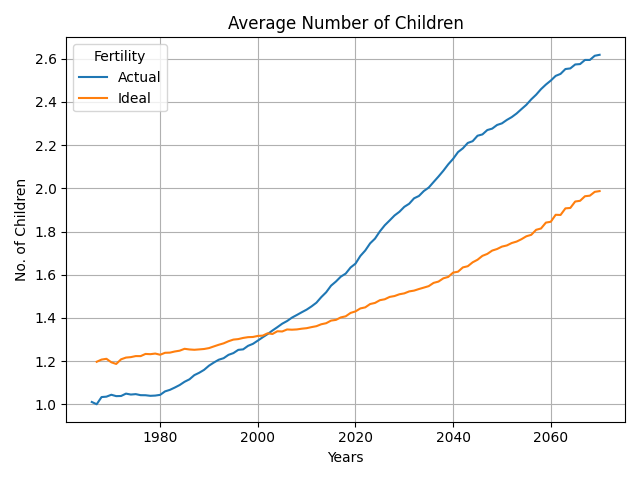 Average Number of Children
Fertility
Actual
Ideal
No. of Children
2.6
2.4
2.2
2.0
1.8
1.6
1.4
1.2
1.0
1980 2000 2020 2040 2060
Years